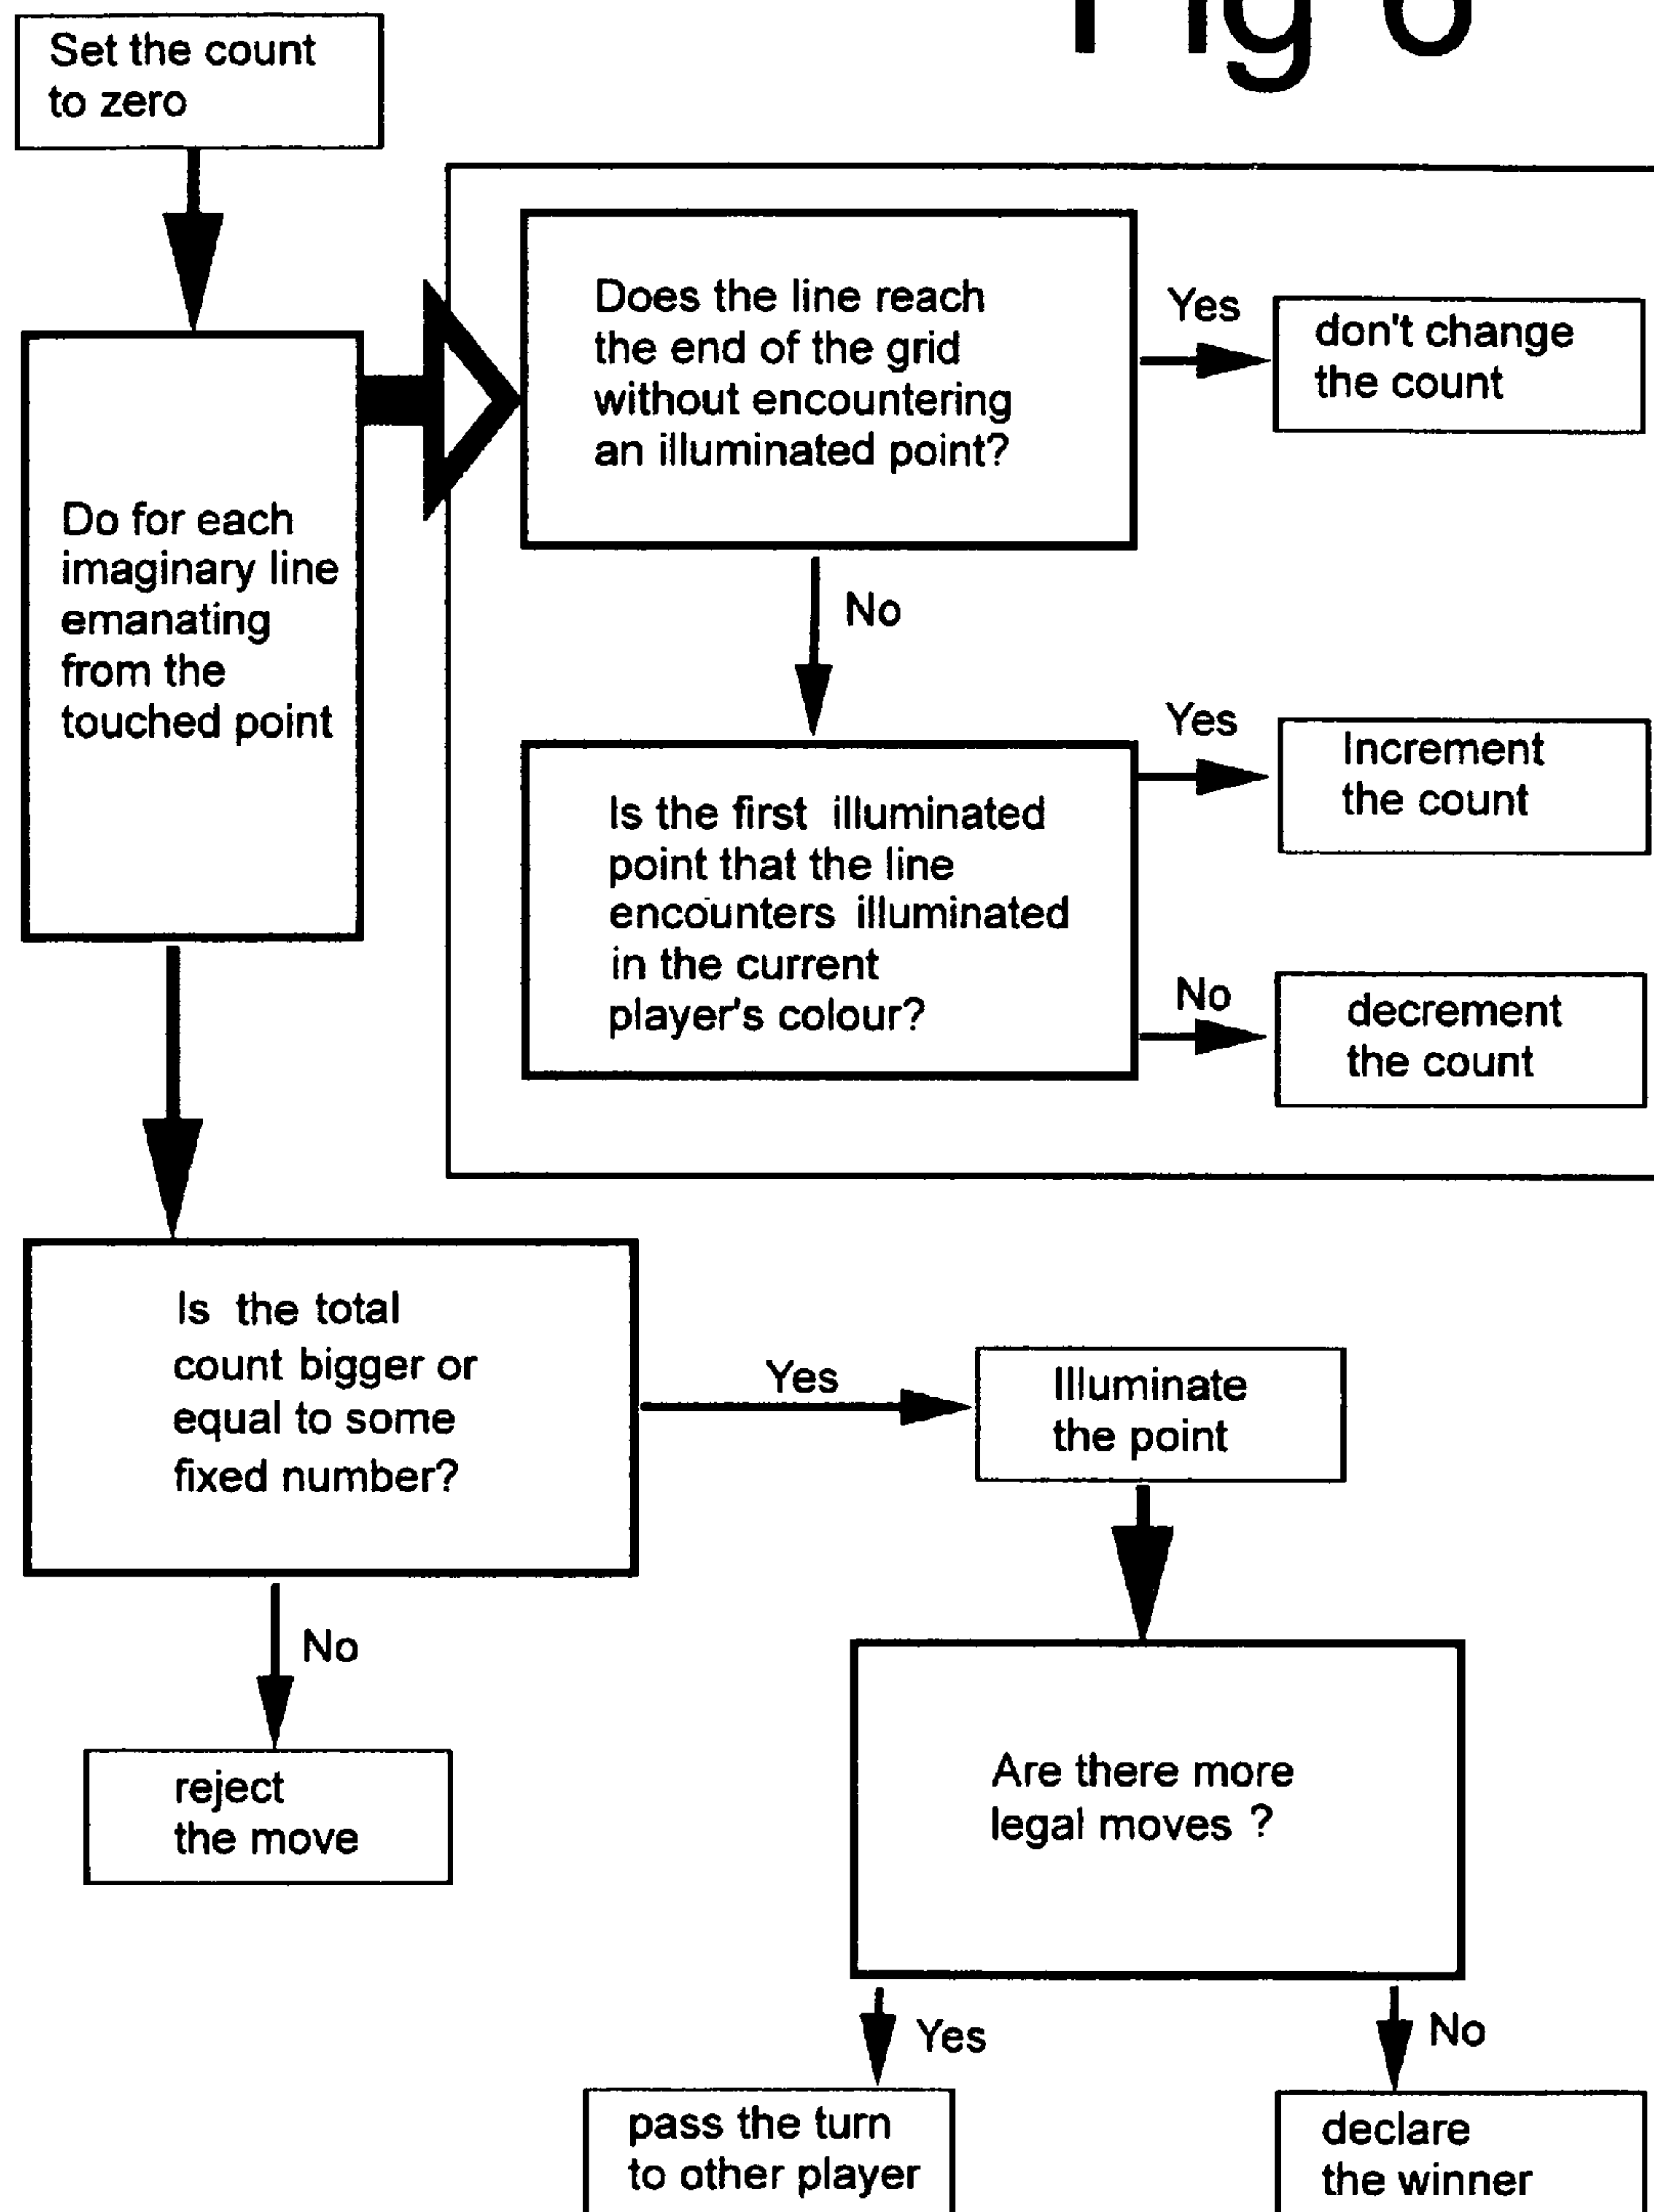 Fig 6
Set the count
to zero
Does the line reach
the end of the grid
without encountering
an illuminated point?
Yes
don't change
the count
Do for each
imaginary line
emanating
from the
touched point
No
Is the first illuminated
point that the line
encounters illuminated
in the current
player's colour?
Yes
Increment
the count
No
decrement
the count
Is the total
count bigger or
equal to some
fixed number?
Yes
Illuminate
the point
No
reject
the move
Are there more
legal moves ?
Yes
pass the turn
to other player
No
declare
the winner